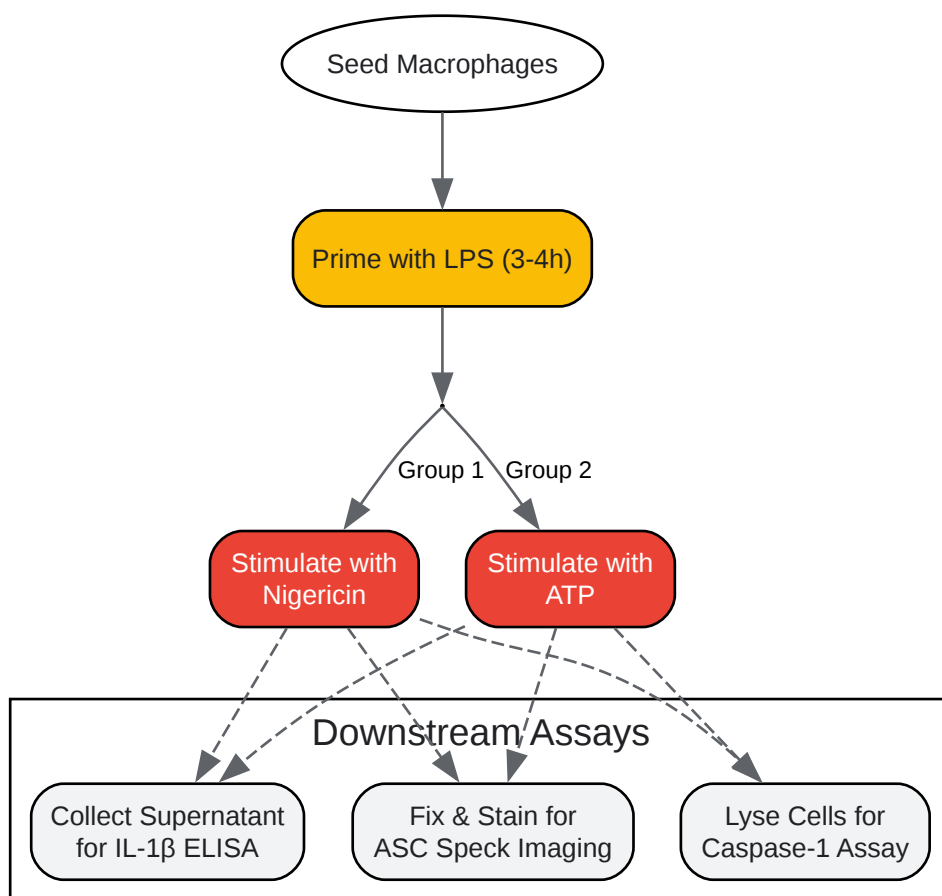 Seed Macrophages
Prime with LPS (3-4h)
Group 1
Group 2
Stimulate with
Nigericin
Stimulate with
ATP
Downstream Assays
Collect Supernatant
for IL-1β ELISA
Fix & Stain for
ASC Speck Imaging
Lyse Cells for
Caspase-1 Assay